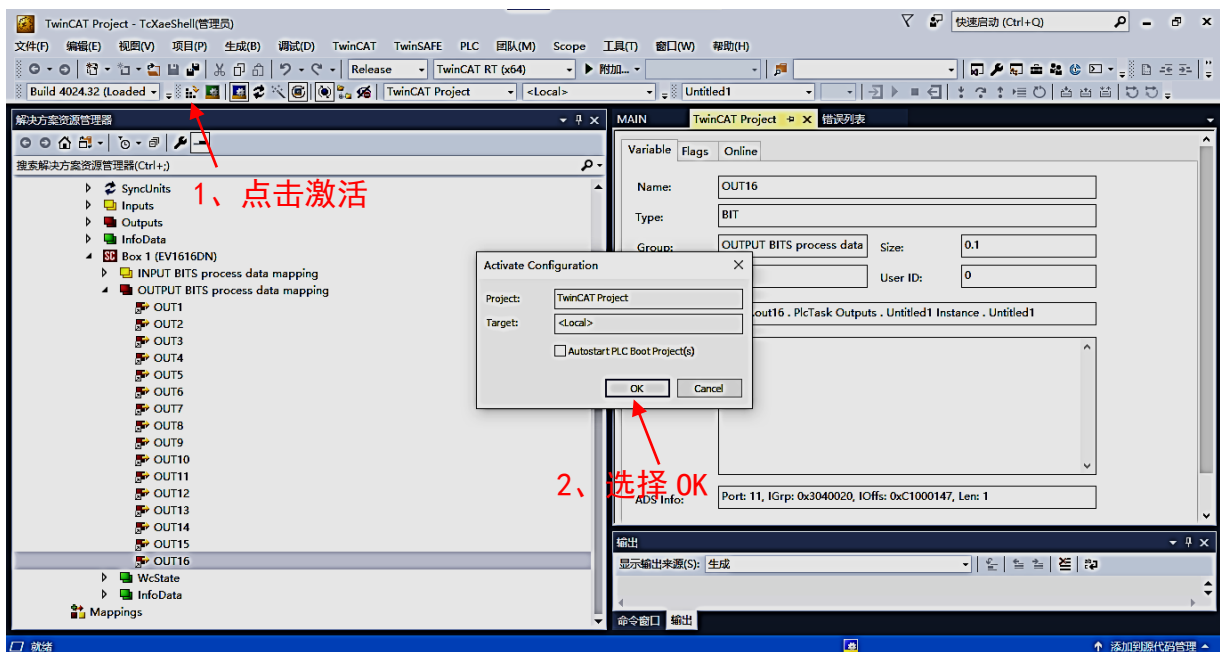 TwinCAT Project - TcXaeShell(管理员)
快速启动 (Ctrl+Q)
文件(F) 编辑(E) 视图(V) 项目(P) 生成(B) 调试(D) TwinCAT TwinSAFE PLC 团队(M) Scope 工具(T) 窗口(W) 帮助(H)
Release TwinCAT RT (x64) 附加...
Build 4024.32 (Loaded TwinCAT Project <Local> Untitled1
解决方案资源管理器
搜索解决方案资源管理器(Ctrl+;)
SyncUnits
Inputs
Outputs
InfoData
Box 1 (EV1616DN)
INPUT BITS process data mapping
OUTPUT BITS process data mapping
OUT1
OUT2
OUT3
OUT4
OUT5
OUT6
OUT7
OUT8
OUT9
OUT10
OUT11
OUT12
OUT13
OUT14
OUT15
OUT16
WcState
InfoData
Mappings
1、点击激活
MAIN TwinCAT Project 错误列表
Variable Flags Online
Name: OUT16
Type: BIT
Group: OUTPUT BITS process data Size: 0.1
User ID: 0
out16 . PlcTask Outputs . Untitled1 Instance . Untitled1
ADS Info: Port: 11, IGrp: 0x3040020, IOffs: 0xC1000147, Len: 1
Activate Configuration
Project: TwinCAT Project
Target: <Local>
Autostart PLC Boot Project(s)
OK Cancel
2、选择 OK
输出
显示输出来源(S): 生成
命令窗口 输出
就绪
添加到源代码管理